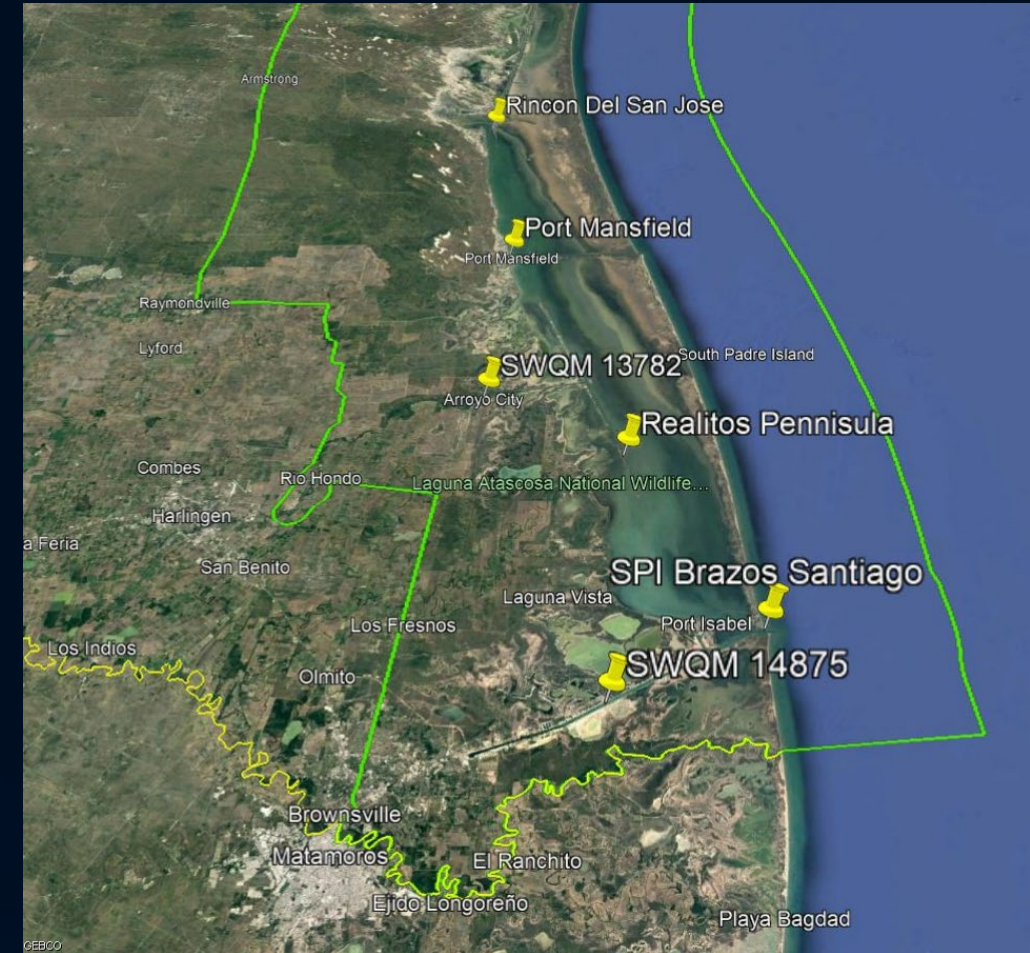 Armstrong
Rincon Del San Jose
Port Mansfield
Port Mansfield
Raymondville
Lyford
South Padre Island
SWQM 13782
Arroyo City
Realitos Pennisula
Combes
Rio Hondo
Laguna Atascosa National Wildlife...
Harlingen
a Feria
San Benito
SPI Brazos Santiago
Laguna Vista
Los Fresnos
Port Isabel
Los Indios
SWQM 14875
Olmito
Brownsville
Matamoros
El Ranchito
Ejido Longoreño
Playa Bagdad
GEBCO